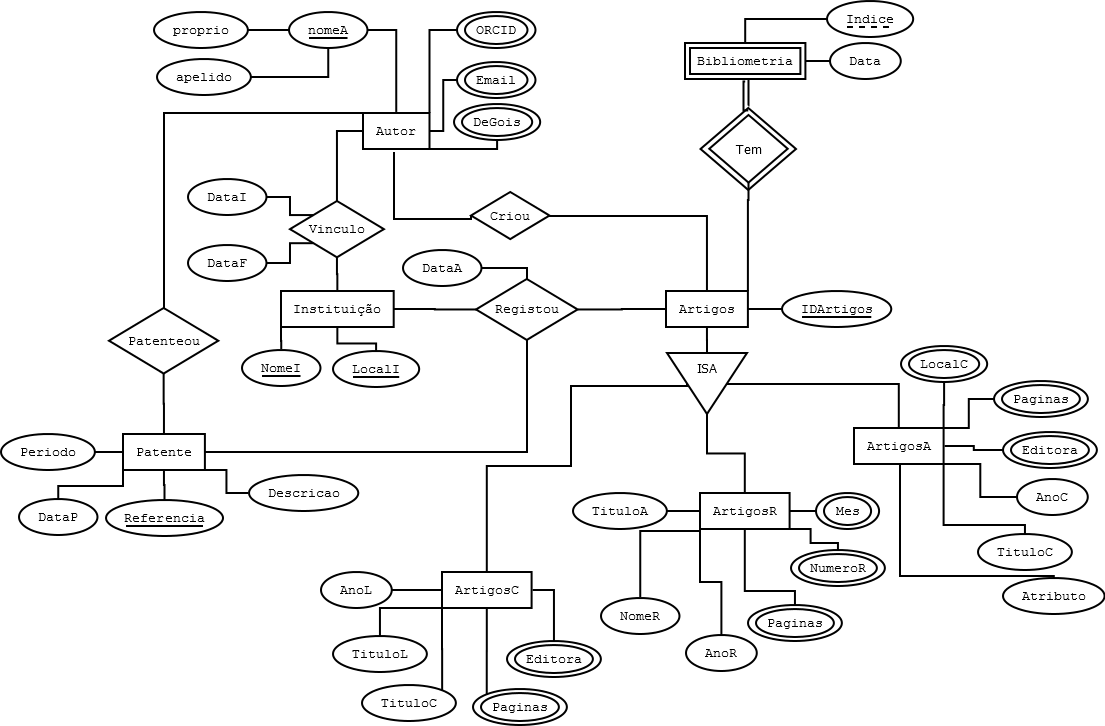 Indice
proprio
nomeA
ORCID
Bibliometria
Data
apelido
Email
DeGois
Autor
Tem
DataI
Criou
Vinculo
DataF
DataA
Instituição
Registou
Artigos
IDArtigos
Patenteou
NomeI
LocalI
ISA
LocalC
Paginas
Periodo
Patente
ArtigosA
Editora
Descricao
AnoC
DataP
Referencia
TituloA
ArtigosR
Mes
TituloC
NumeroR
AnoL
ArtigosC
Atributo
NomeR
Paginas
TituloL
Editora
AnoR
TituloC
Paginas